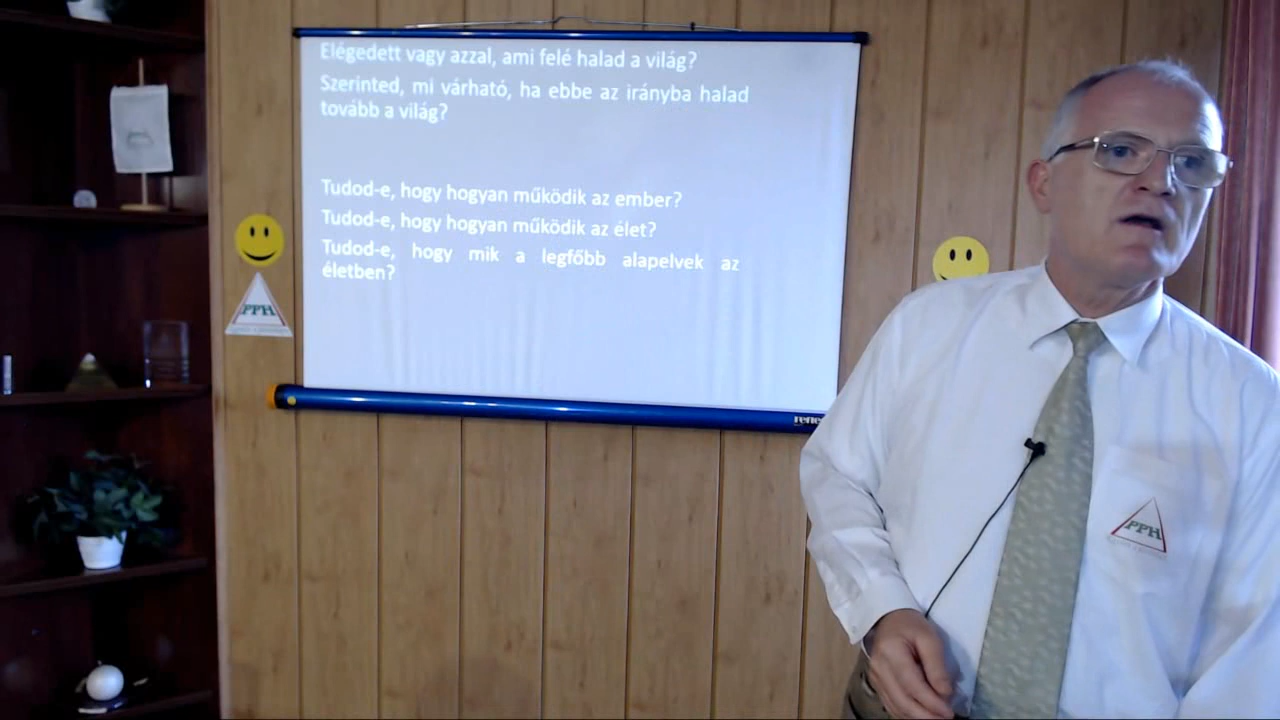 Elégedett vagy azzal, ami felé halad a világ?
Szerinted, mi várható, ha ebbe az irányba halad
tovább a világ?
Tudod-e, hogy hogyan működik az ember?
Tudod-e, hogy hogyan működik az élet?
Tudod-e, hogy mik a legfőbb alapelvek az
életben?
PPH
PPH